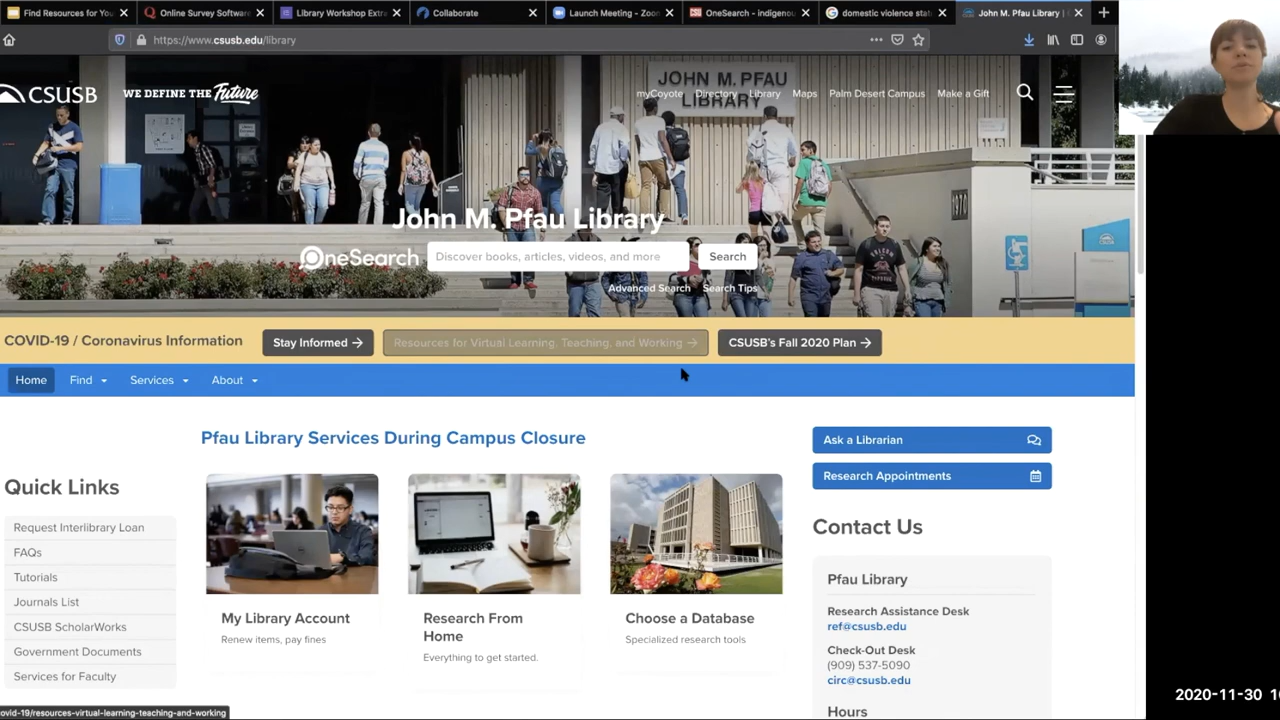 Find Resources for You
Online Survey Software
Library Workshop Extra
Collaborate
Launch Meeting - Zoom
OneSearch - indigenou
domestic violence stati
John M. Pfau Library |
https://www.csusb.edu/library
CSUSB
WE DEFINE THE Future
JOHN M. PFAU
LIBRARY
myCoyote
Directory
Library
Maps
Palm Desert Campus
Make a Gift
1970
John M. Pfau Library
OneSearch
Discover books, articles, videos, and more
Search
Advanced Search
Search Tips
COVID-19 / Coronavirus Information
Stay Informed →
Resources for Virtual Learning, Teaching, and Working →
CSUSB's Fall 2020 Plan →
Home
Find
Services
About
Pfau Library Services During Campus Closure
Quick Links
Request Interlibrary Loan
FAQs
Tutorials
Journals List
CSUSB ScholarWorks
Government Documents
Services for Faculty
My Library Account
Renew items, pay fines
Research From
Home
Everything to get started.
Choose a Database
Specialized research tools
Ask a Librarian
Research Appointments
Contact Us
Pfau Library
Research Assistance Desk
ref@csusb.edu
Check-Out Desk
(909) 537-5090
circ@csusb.edu
Hours
ovid-19/resources-virtual-learning-teaching-and-working
2020-11-30 1